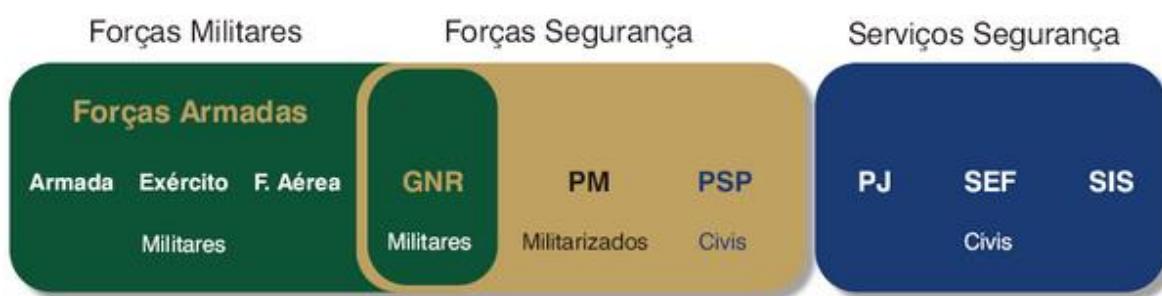 Forças Militares Forças Segurança Serviços Segurança
Forças Armadas
Armada Exército F. Aérea GNR PM PSP PJ SEF SIS
Militares Militares Militarizados Civis Civis